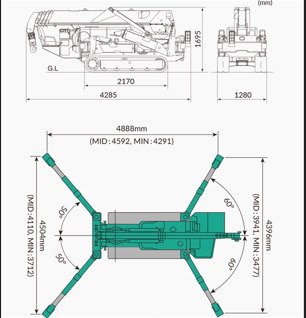 (mm)
1695
G.L
2170
4285
1280
4888mm
(MID:4592, MIN:4291)
4504mm
(MID:4110, MIN:3712)
50°
50°
60°
60°
(MID:3941, MIN:3477)
4396mm